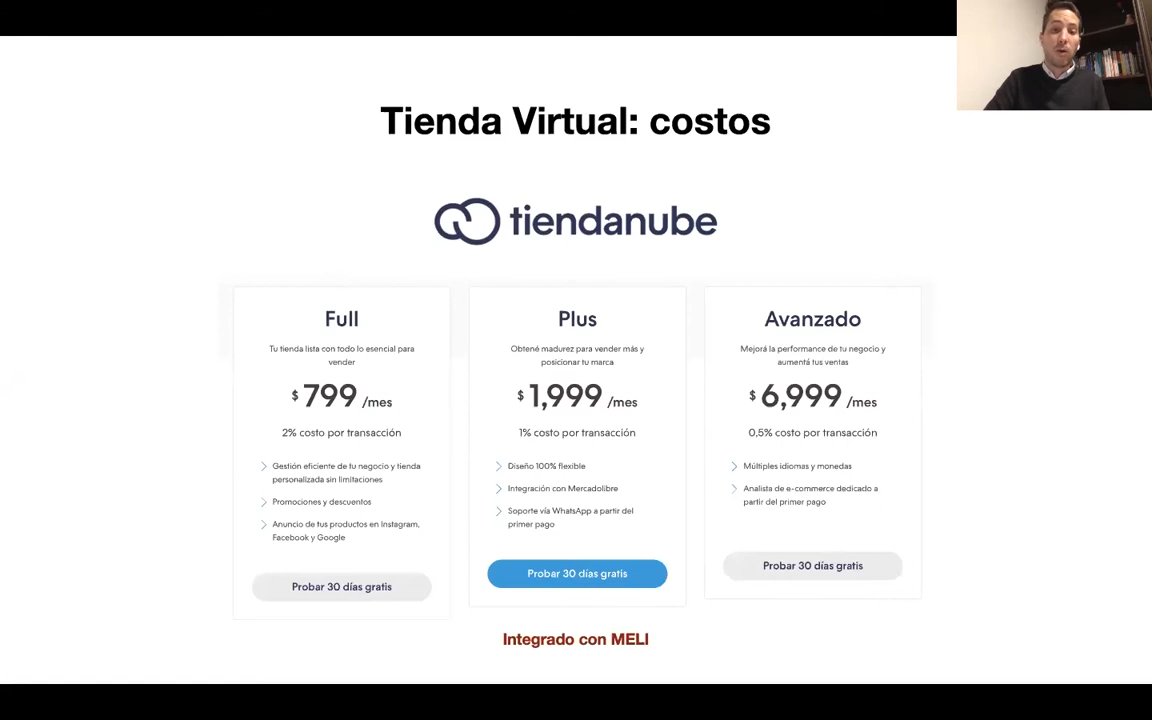 Tienda Virtual: costos
tiendanube
Full
Tu tienda lista con todo lo esencial para
vender
$ 799 /mes
2% costo por transacción
Gestión eficiente de tu negocio y tienda
personalizada sin limitaciones
Promociones y descuentos
Anuncio de tus productos en Instagram,
Facebook y Google
Probar 30 días gratis
Plus
Obtené madurez para vender más y
posicionar tu marca
$ 1,999 /mes
1% costo por transacción
Diseño 100% flexible
Integración con Mercadolibre
Soporte vía WhatsApp a partir del
primer pago
Probar 30 días gratis
Avanzado
Mejorá la performance de tu negocio y
aumentá tus ventas
$ 6,999 /mes
0,5% costo por transacción
Múltiples idiomas y monedas
Analista de e-commerce dedicado a
partir del primer pago
Probar 30 días gratis
Integrado con MELI